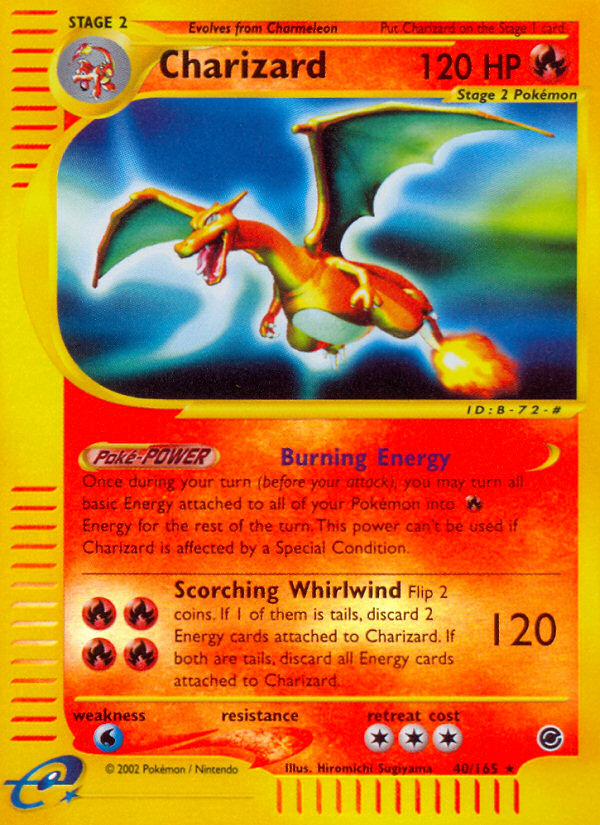 STAGE 2
Evolves from Charmeleon
Put Charizard on the Stage 1 card
Charizard
120 HP
Stage 2 Pokémon
ID:B-72-#
Poké-POWER
Burning Energy
Once during your turn (before your attack), you may turn all
basic Energy attached to all of your Pokémon into
Energy for the rest of the turn. This power can't be used if
Charizard is affected by a Special Condition.
Scorching Whirlwind Flip 2
coins. If 1 of them is tails, discard 2
Energy cards attached to Charizard. If
both are tails, discard all Energy cards
attached to Charizard.
120
weakness
resistance
retreat cost
© 2002 Pokémon / Nintendo
Illus. Hiromichi Sugiyama
40/165 ★
e